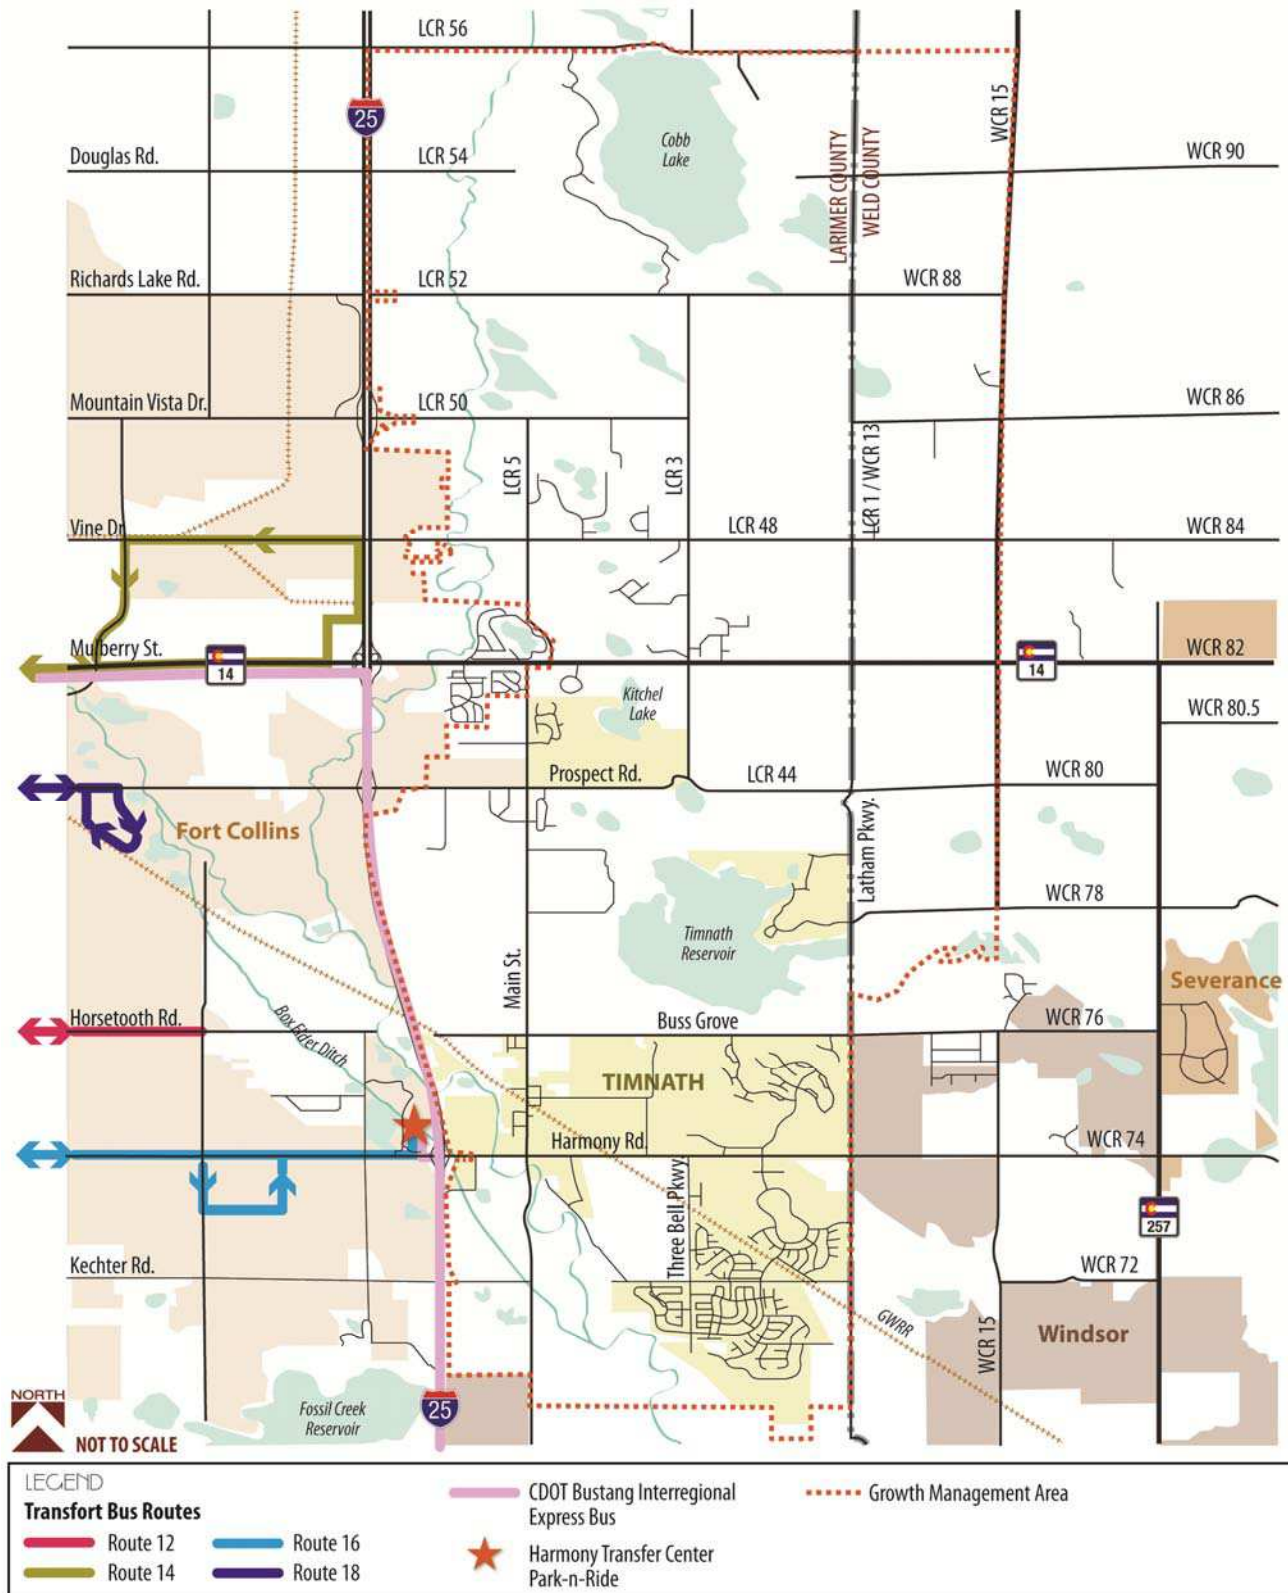 LCR 56
25
WCR 15
Cobb
Lake
Douglas Rd.
LCR 54
LARIMER COUNTY
WELD COUNTY
WCR 90
Richards Lake Rd.
LCR 52
WCR 88
Mountain Vista Dr.
LCR 50
WCR 86
LCR 5
LCR 3
LCR 1 / WCR 13
Vine Dr
LCR 48
WCR 84
Mulberry St.
14
14
WCR 82
Kitchel
Lake
WCR 80.5
Prospect Rd.
LCR 44
WCR 80
Fort Collins
Latham Pkwy.
WCR 78
Timnath
Reservoir
Main St.
Severance
Horsetooth Rd.
Box Elder Ditch
Buss Grove
WCR 76
TIMNATH
Harmony Rd.
WCR 74
Three Bell Pkwy.
257
Kechter Rd.
WCR 72
GWRR
WCR 15
Windsor
NORTH
NOT TO SCALE
Fossil Creek
Reservoir
25
LEGEND
Transfort Bus Routes
Route 12
Route 14
Route 16
Route 18
CDOT Bustang Interregional
Express Bus
Harmony Transfer Center
Park-n-Ride
Growth Management Area